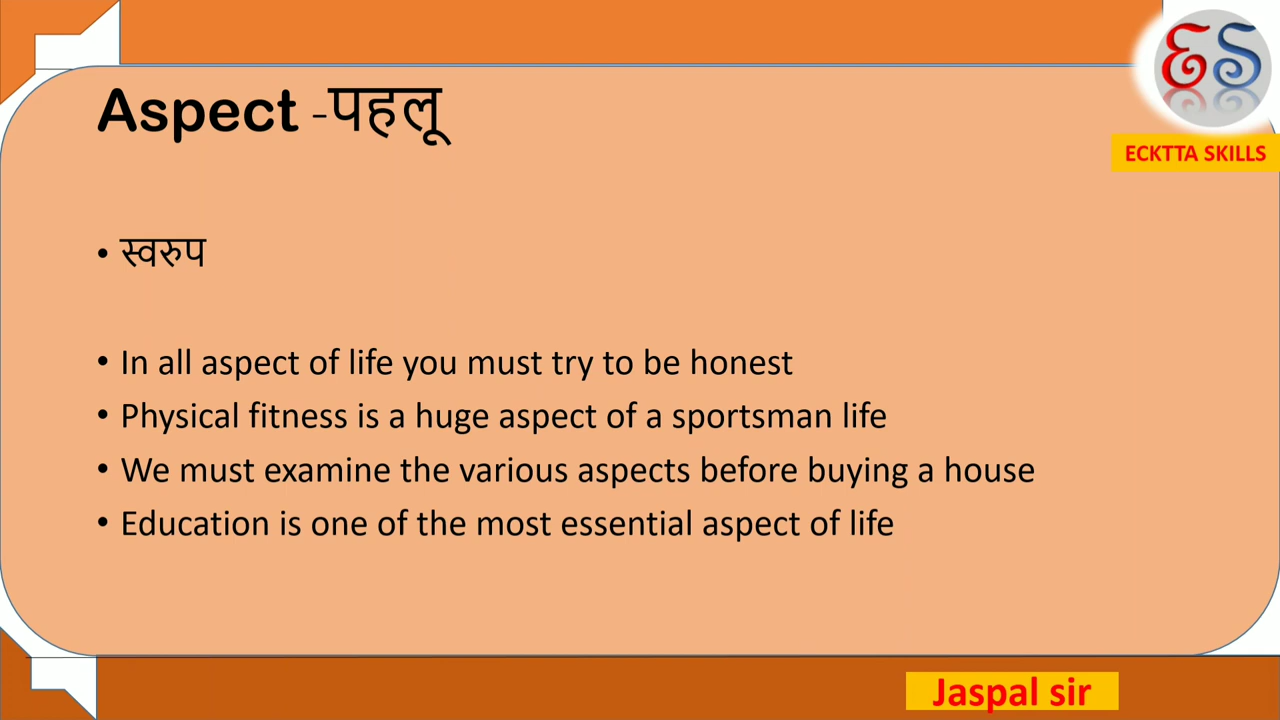 ES
ECKTTA SKILLS
Aspect -पहलू
• स्वरुप
• In all aspect of life you must try to be honest
• Physical fitness is a huge aspect of a sportsman life
• We must examine the various aspects before buying a house
• Education is one of the most essential aspect of life
Jaspal sir